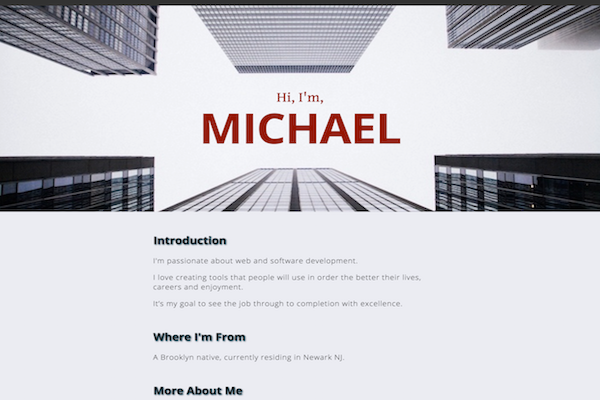 Hi, I'm,
MICHAEL
Introduction
I'm passionate about web and software development.
I love creating tools that people will use in order the better their lives,
careers and enjoyment.
It's my goal to see the job through to completion with excellence.
Where I'm From
A Brooklyn native, currently residing in Newark NJ.
More About Me